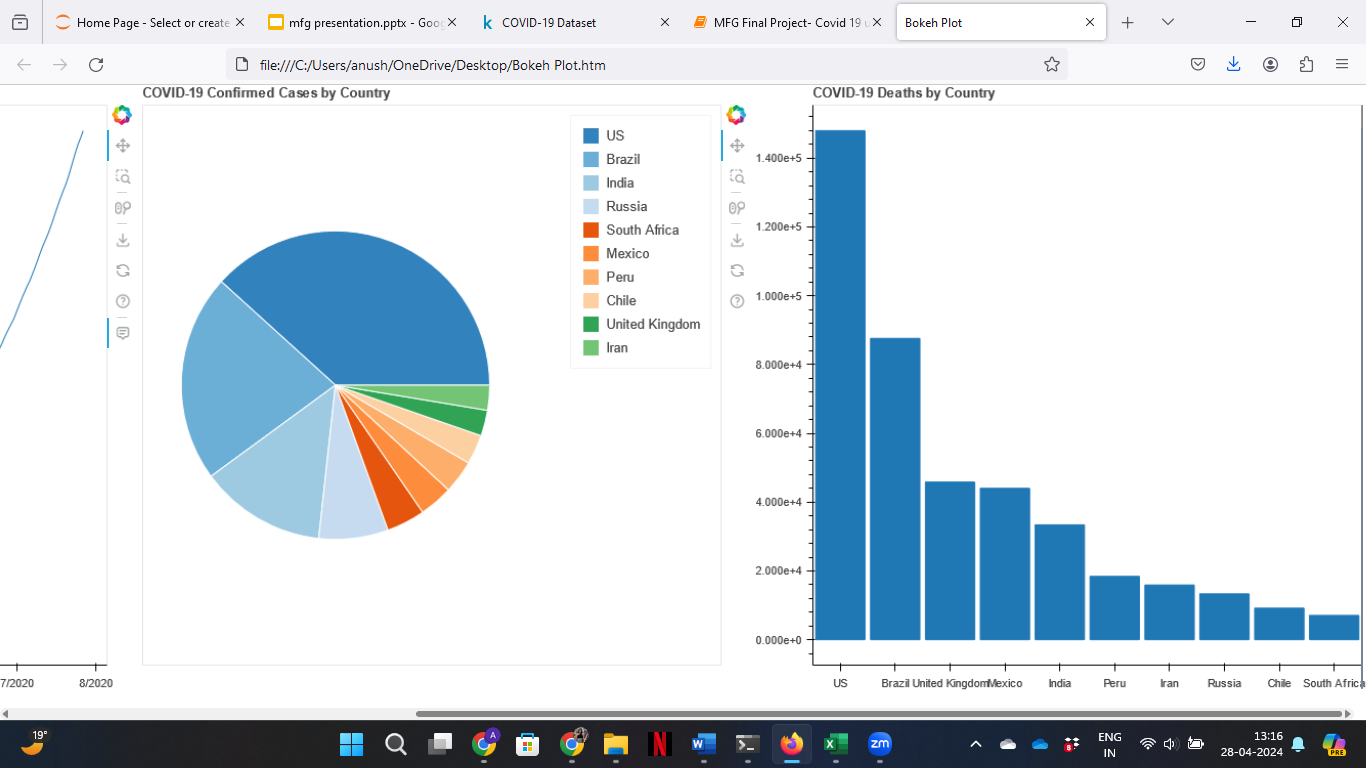 Home Page - Select or create
mfg presentation.pptx - Goog
COVID-19 Dataset
MFG Final Project- Covid 19 u
Bokeh Plot
file:///C:/Users/anush/OneDrive/Desktop/Bokeh Plot.htm
COVID-19 Confirmed Cases by Country
US
Brazil
India
Russia
South Africa
Mexico
Peru
Chile
United Kingdom
Iran
7/2020
8/2020
COVID-19 Deaths by Country
1.400e+5
1.200e+5
1.000e+5
8.000e+4
6.000e+4
4.000e+4
2.000e+4
0.000e+0
US
Brazil
United Kingdom
Mexico
India
Peru
Iran
Russia
Chile
South Africa
19°
A
N
W
zm
8
ENG
IN
13:16
28-04-2024
PRE